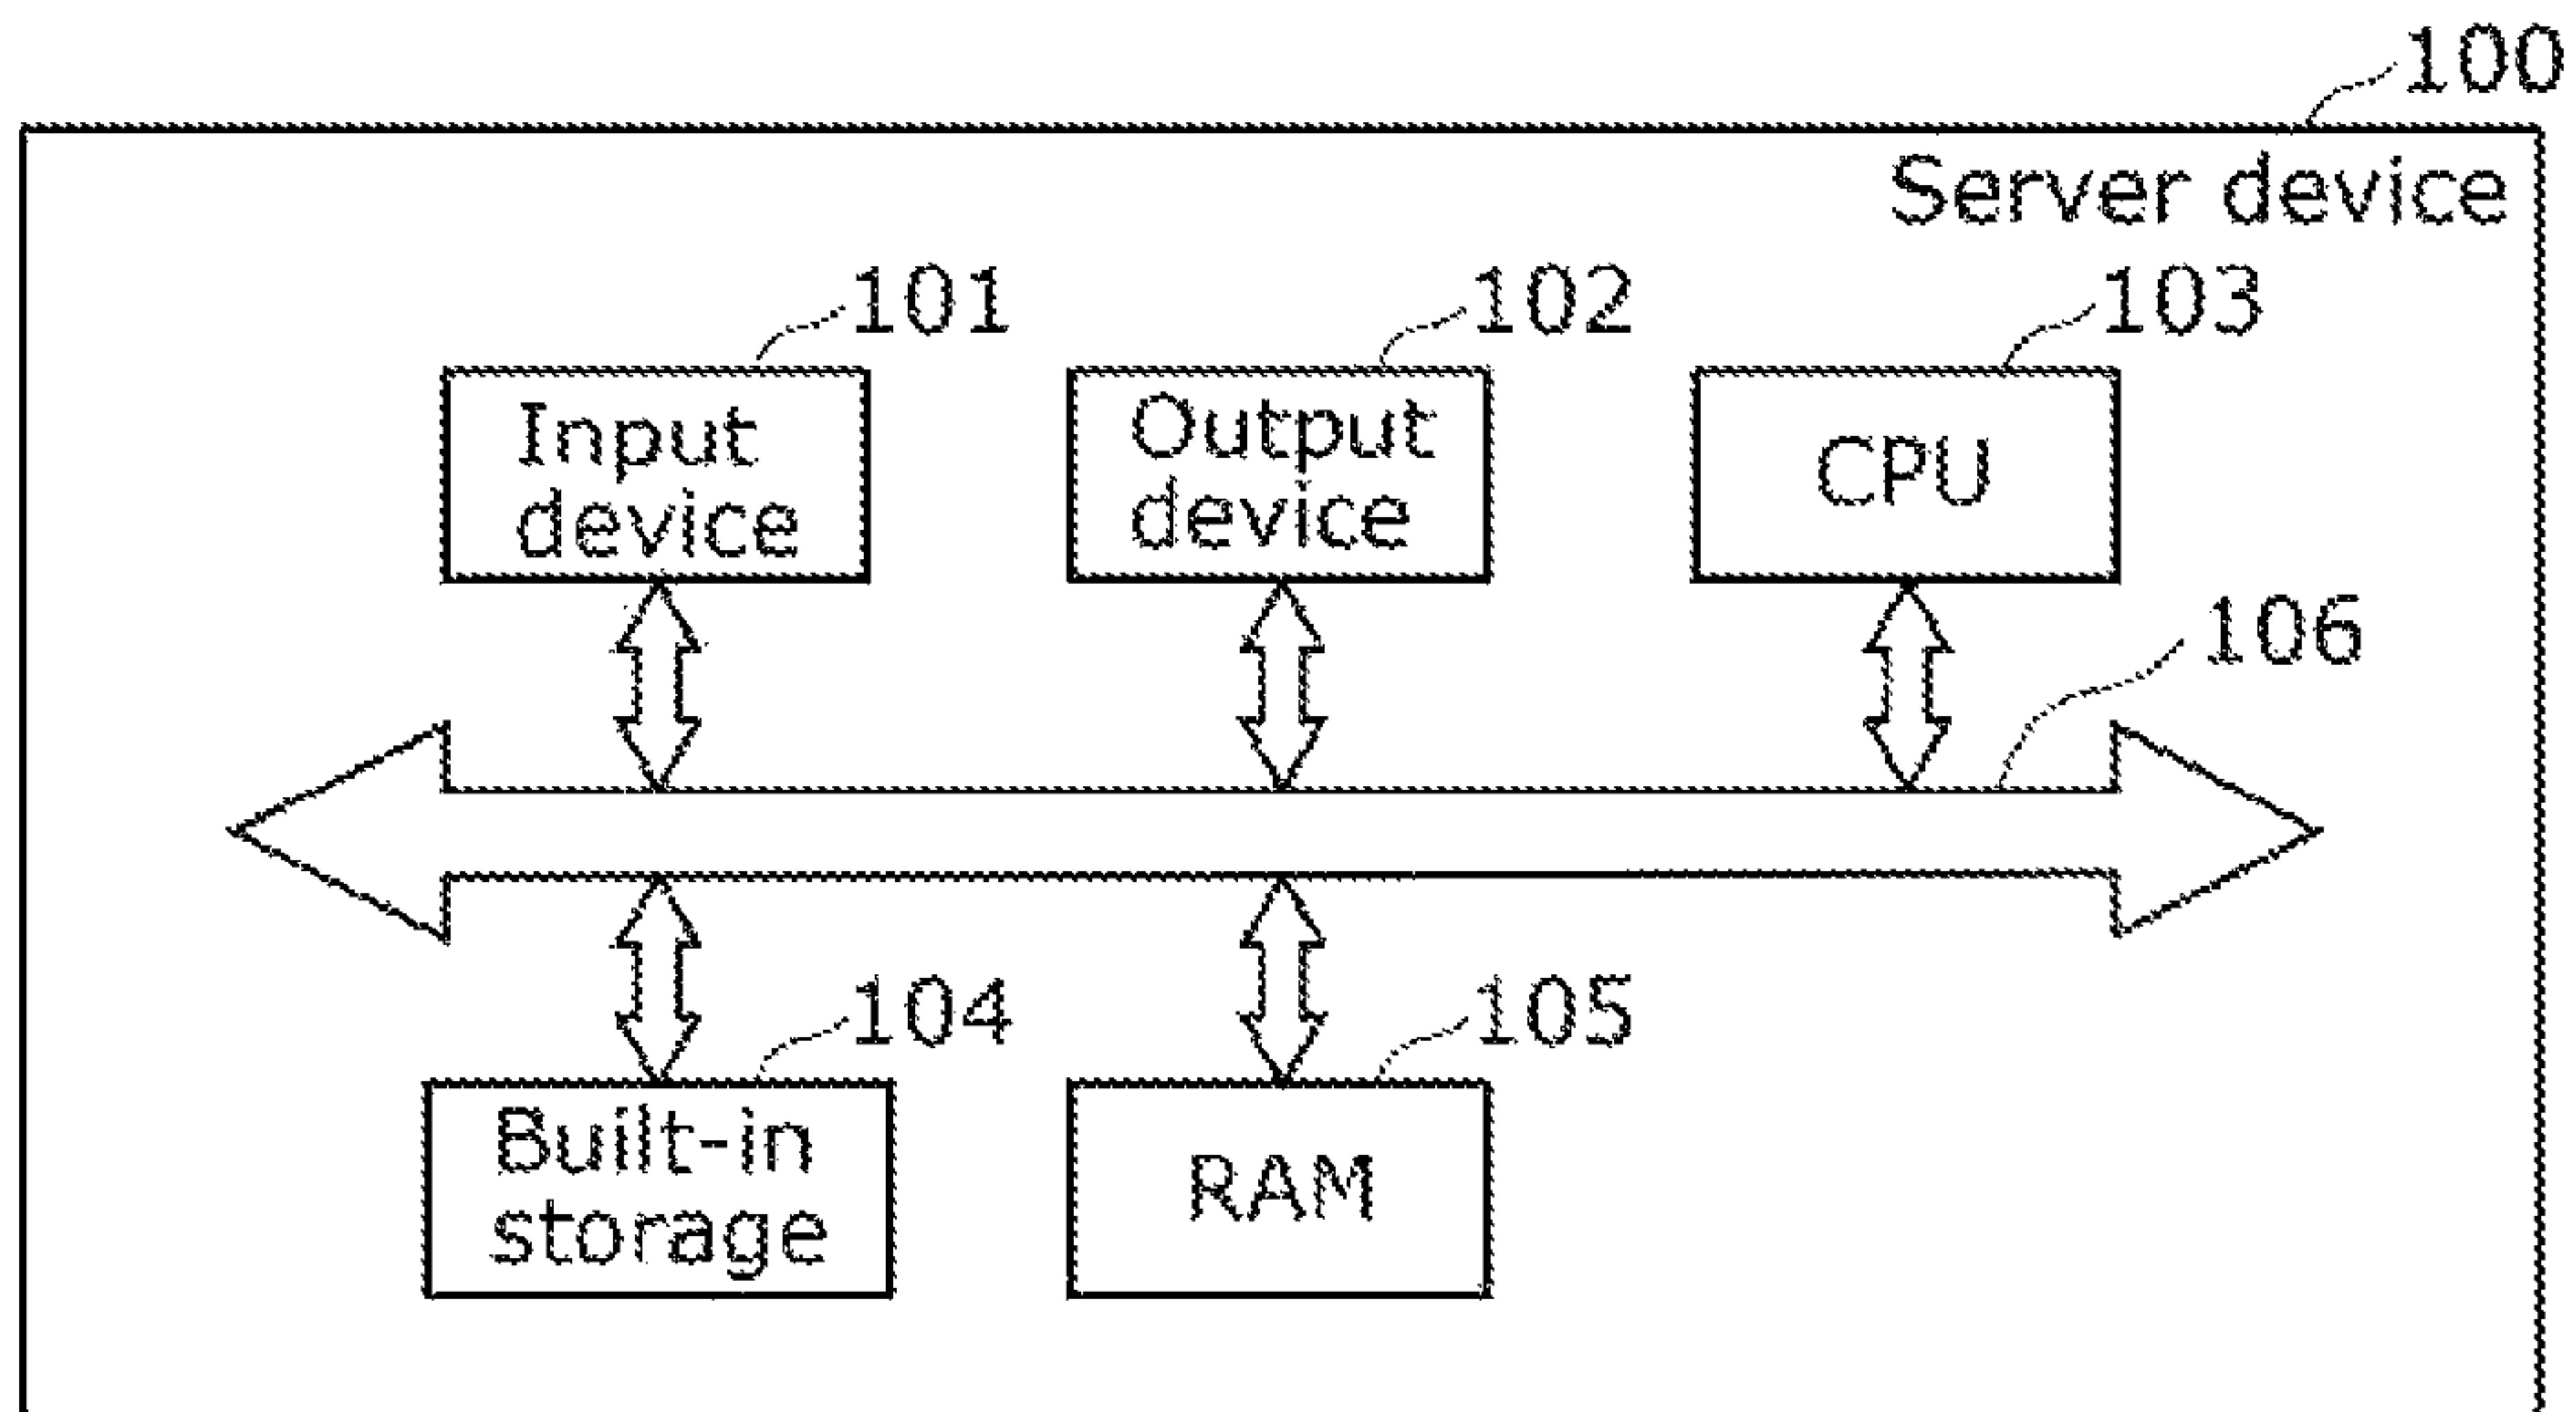 100
Server device
101
102
103
Input
device
Output
device
CPU
106
104
105
Built-in
storage
RAM